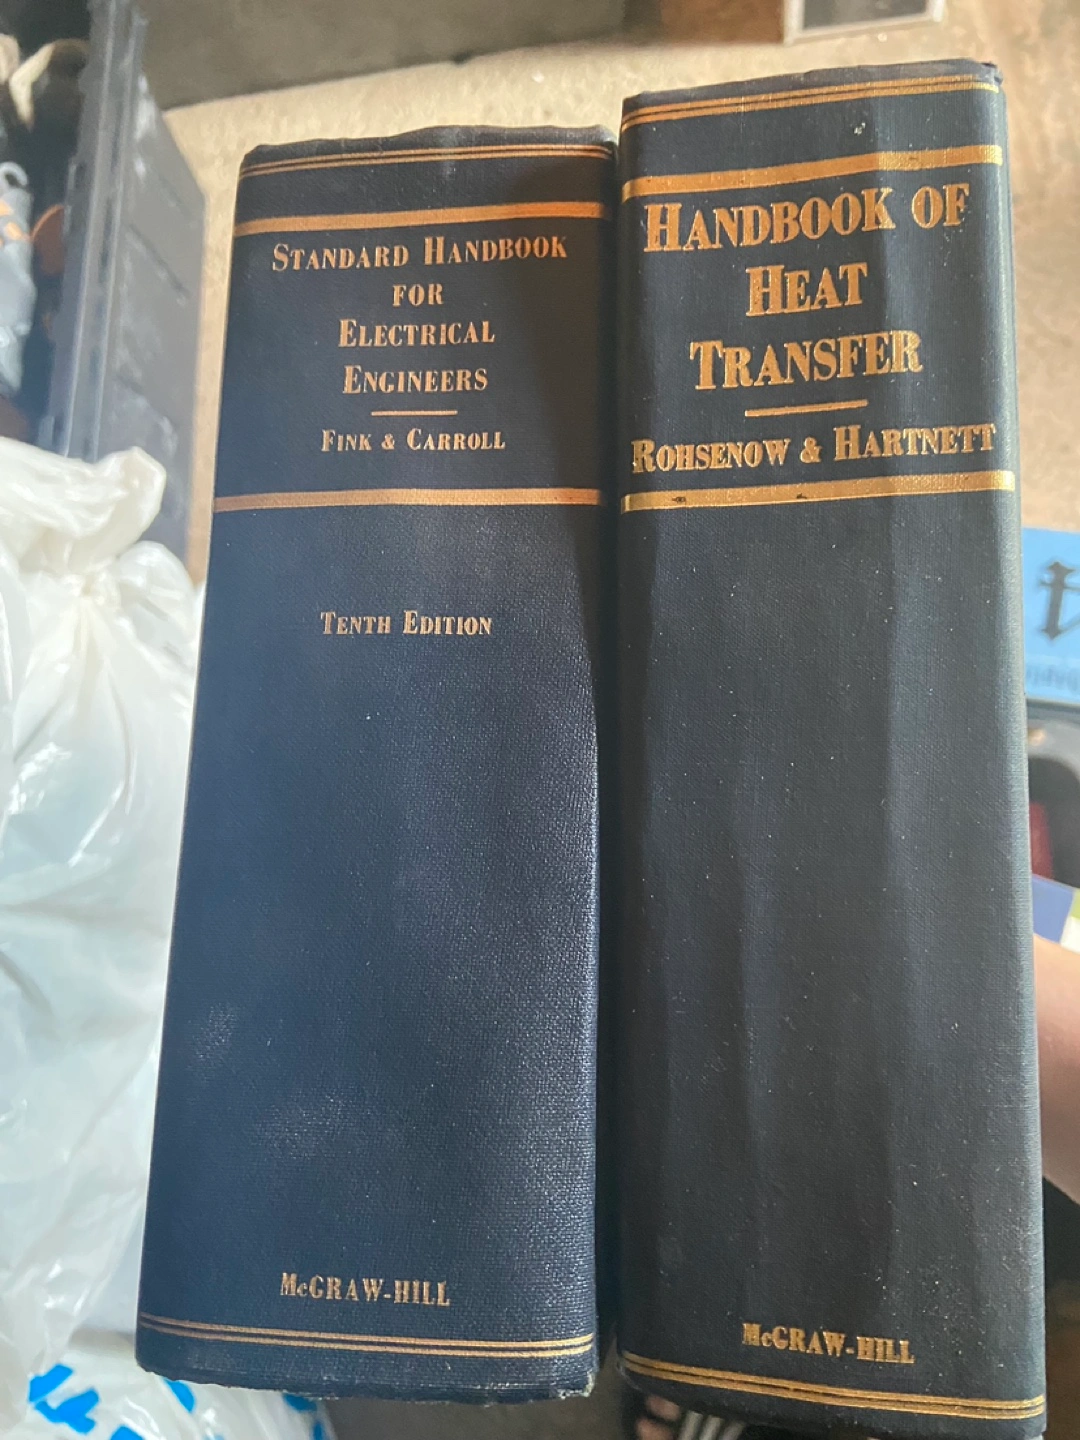 STANDARD HANDBOOK
FOR
ELECTRICAL
ENGINEERS
FINK & CARROLL
TENTH EDITION
McGRAW-HILL
HANDBOOK OF
HEAT
TRANSFER
ROHSENOW & HARTNETT
McGRAW-HILL